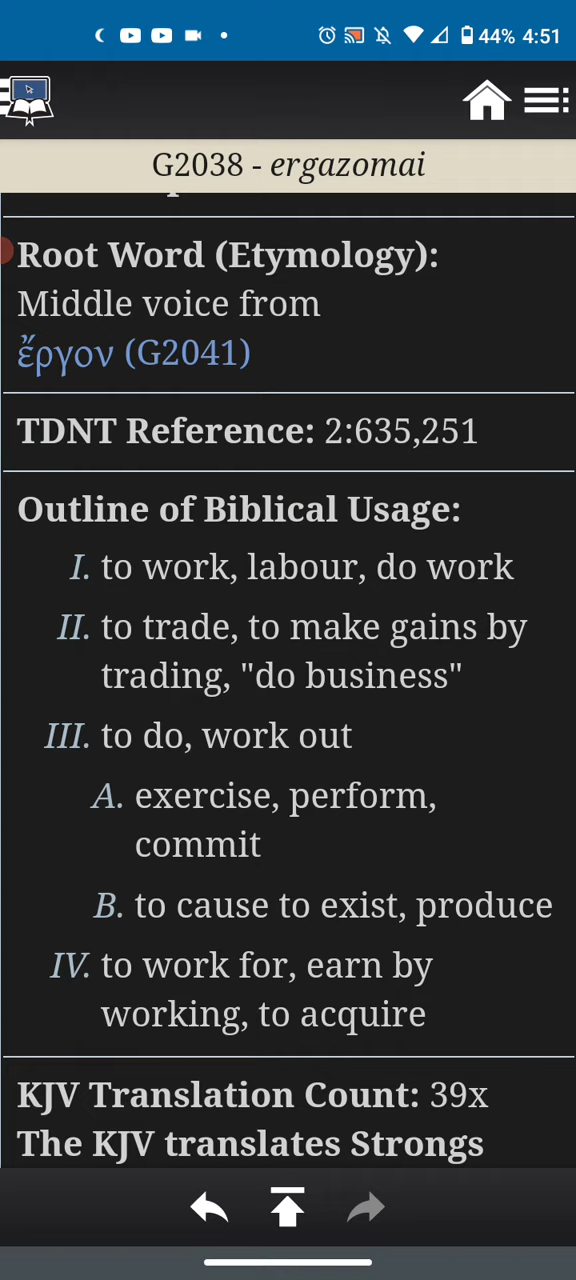 44% 4:51
G2038 - ergazomai
Root Word (Etymology):
Middle voice from
ἔργον (G2041)
TDNT Reference: 2:635,251
Outline of Biblical Usage:
I. to work, labour, do work
II. to trade, to make gains by
trading, "do business"
III. to do, work out
A. exercise, perform,
commit
B. to cause to exist, produce
IV. to work for, earn by
working, to acquire
KJV Translation Count: 39x
The KJV translates Strongs